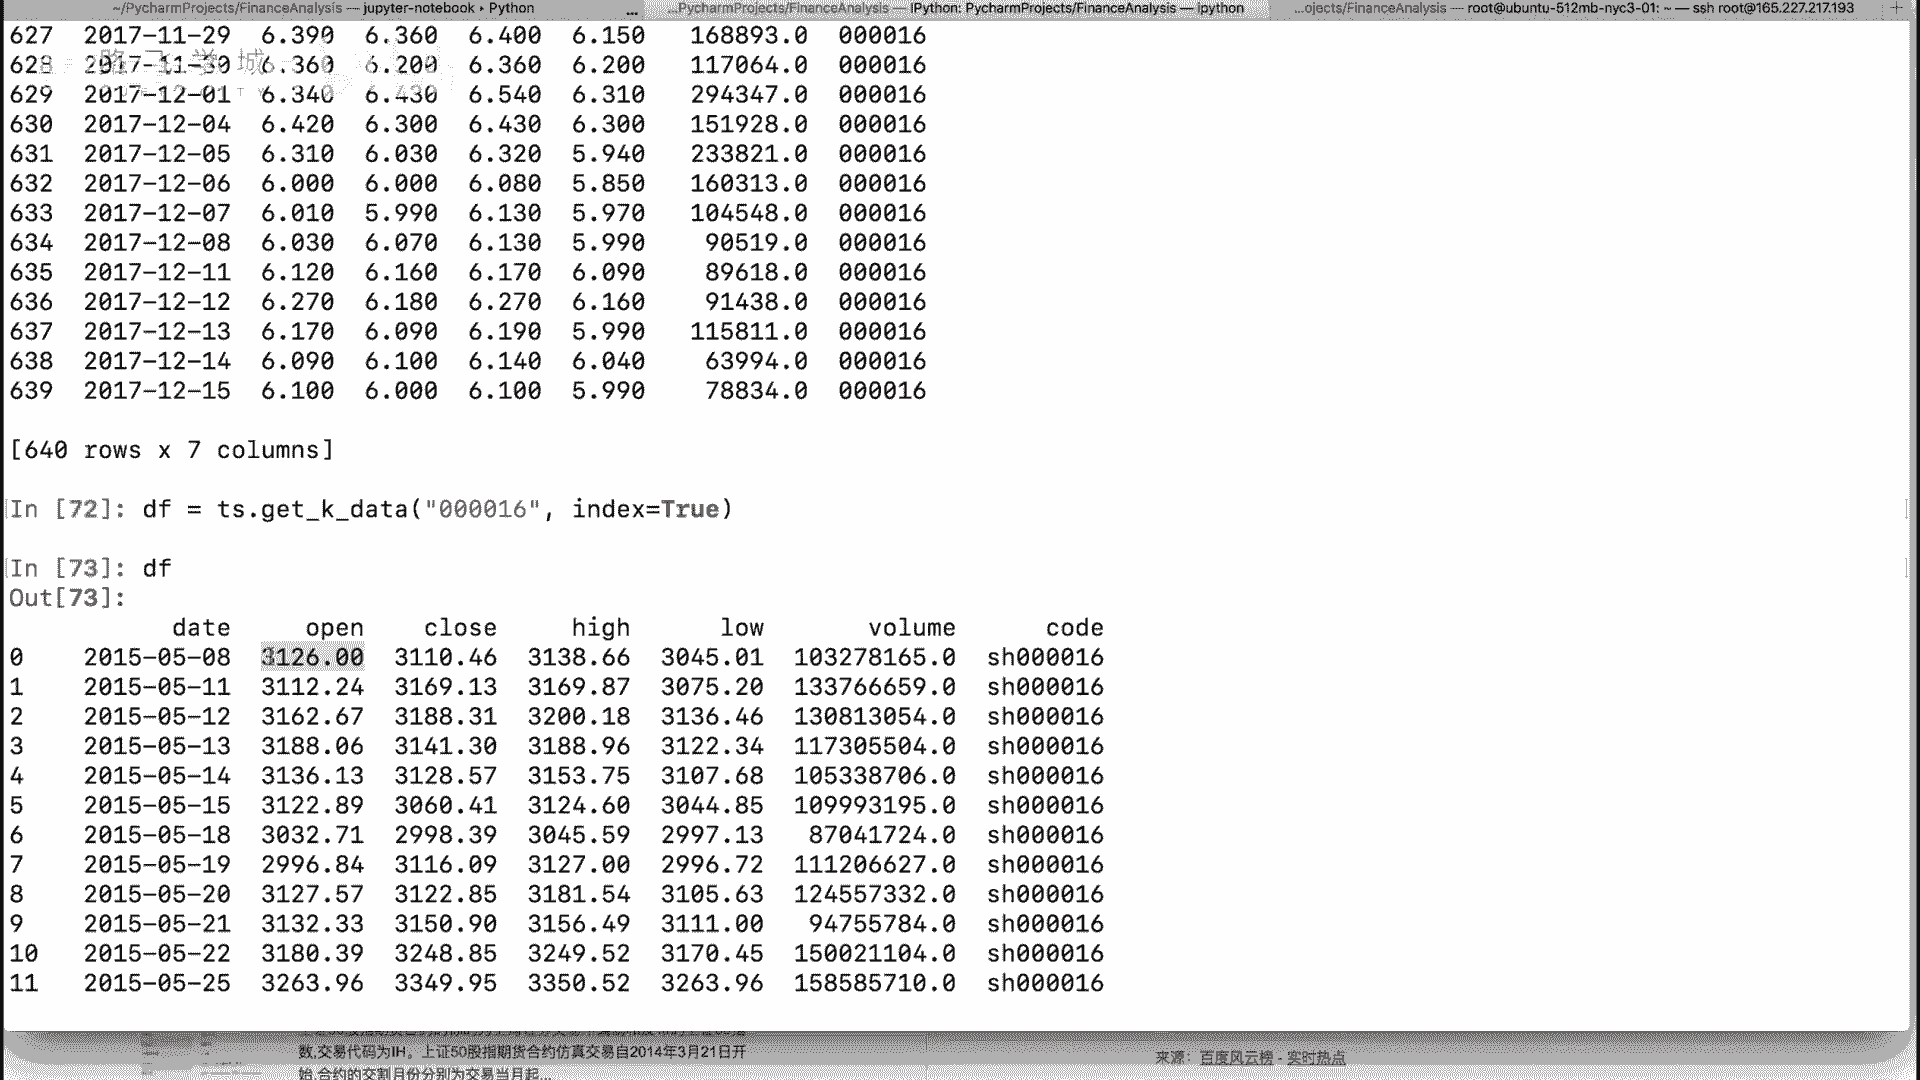 ~/PycharmProjects/FinanceAnalysis — jupyter-notebook ▸ Python ... ...PycharmProjects/FinanceAnalysis — IPython: PycharmProjects/FinanceAnalysis — ipython ...ojects/FinanceAnalysis — root@ubuntu-512mb-nyc3-01: ~ — ssh root@165.227.217.193 +
627 2017-11-29 6.390 6.360 6.400 6.150 168893.0 000016
路飞学城
628 2017-11-30 6.360 6.200 6.360 6.200 117064.0 000016
629 2017-12-01 6.340 6.430 6.540 6.310 294347.0 000016
630 2017-12-04 6.420 6.300 6.430 6.300 151928.0 000016
631 2017-12-05 6.310 6.030 6.320 5.940 233821.0 000016
632 2017-12-06 6.000 6.000 6.080 5.850 160313.0 000016
633 2017-12-07 6.010 5.990 6.130 5.970 104548.0 000016
634 2017-12-08 6.030 6.070 6.130 5.990 90519.0 000016
635 2017-12-11 6.120 6.160 6.170 6.090 89618.0 000016
636 2017-12-12 6.270 6.180 6.270 6.160 91438.0 000016
637 2017-12-13 6.170 6.090 6.190 5.990 115811.0 000016
638 2017-12-14 6.090 6.100 6.140 6.040 63994.0 000016
639 2017-12-15 6.100 6.000 6.100 5.990 78834.0 000016
[640 rows x 7 columns]
In [72]: df = ts.get_k_data("000016", index=True)
In [73]: df
Out[73]:
date open close high low volume code
0 2015-05-08 3126.00 3110.46 3138.66 3045.01 103278165.0 sh000016
1 2015-05-11 3112.24 3169.13 3169.87 3075.20 133766659.0 sh000016
2 2015-05-12 3162.67 3188.31 3200.18 3136.46 130813054.0 sh000016
3 2015-05-13 3188.06 3141.30 3188.96 3122.34 117305504.0 sh000016
4 2015-05-14 3136.13 3128.57 3153.75 3107.68 105338706.0 sh000016
5 2015-05-15 3122.89 3060.41 3124.60 3044.85 109993195.0 sh000016
6 2015-05-18 3032.71 2998.39 3045.59 2997.13 87041724.0 sh000016
7 2015-05-19 2996.84 3116.09 3127.00 2996.72 111206627.0 sh000016
8 2015-05-20 3127.57 3122.85 3181.54 3105.63 124557332.0 sh000016
9 2015-05-21 3132.33 3150.90 3156.49 3111.00 94755784.0 sh000016
10 2015-05-22 3180.39 3248.85 3249.52 3170.45 150021104.0 sh000016
11 2015-05-25 3263.96 3349.95 3350.52 3263.96 158585710.0 sh000016
数,交易代码为IH。上证50股指期货合约仿真交易自2014年3月21日开
始,合约的交割月份分别为交易当月起...
来源：百度风云榜 - 实时热点